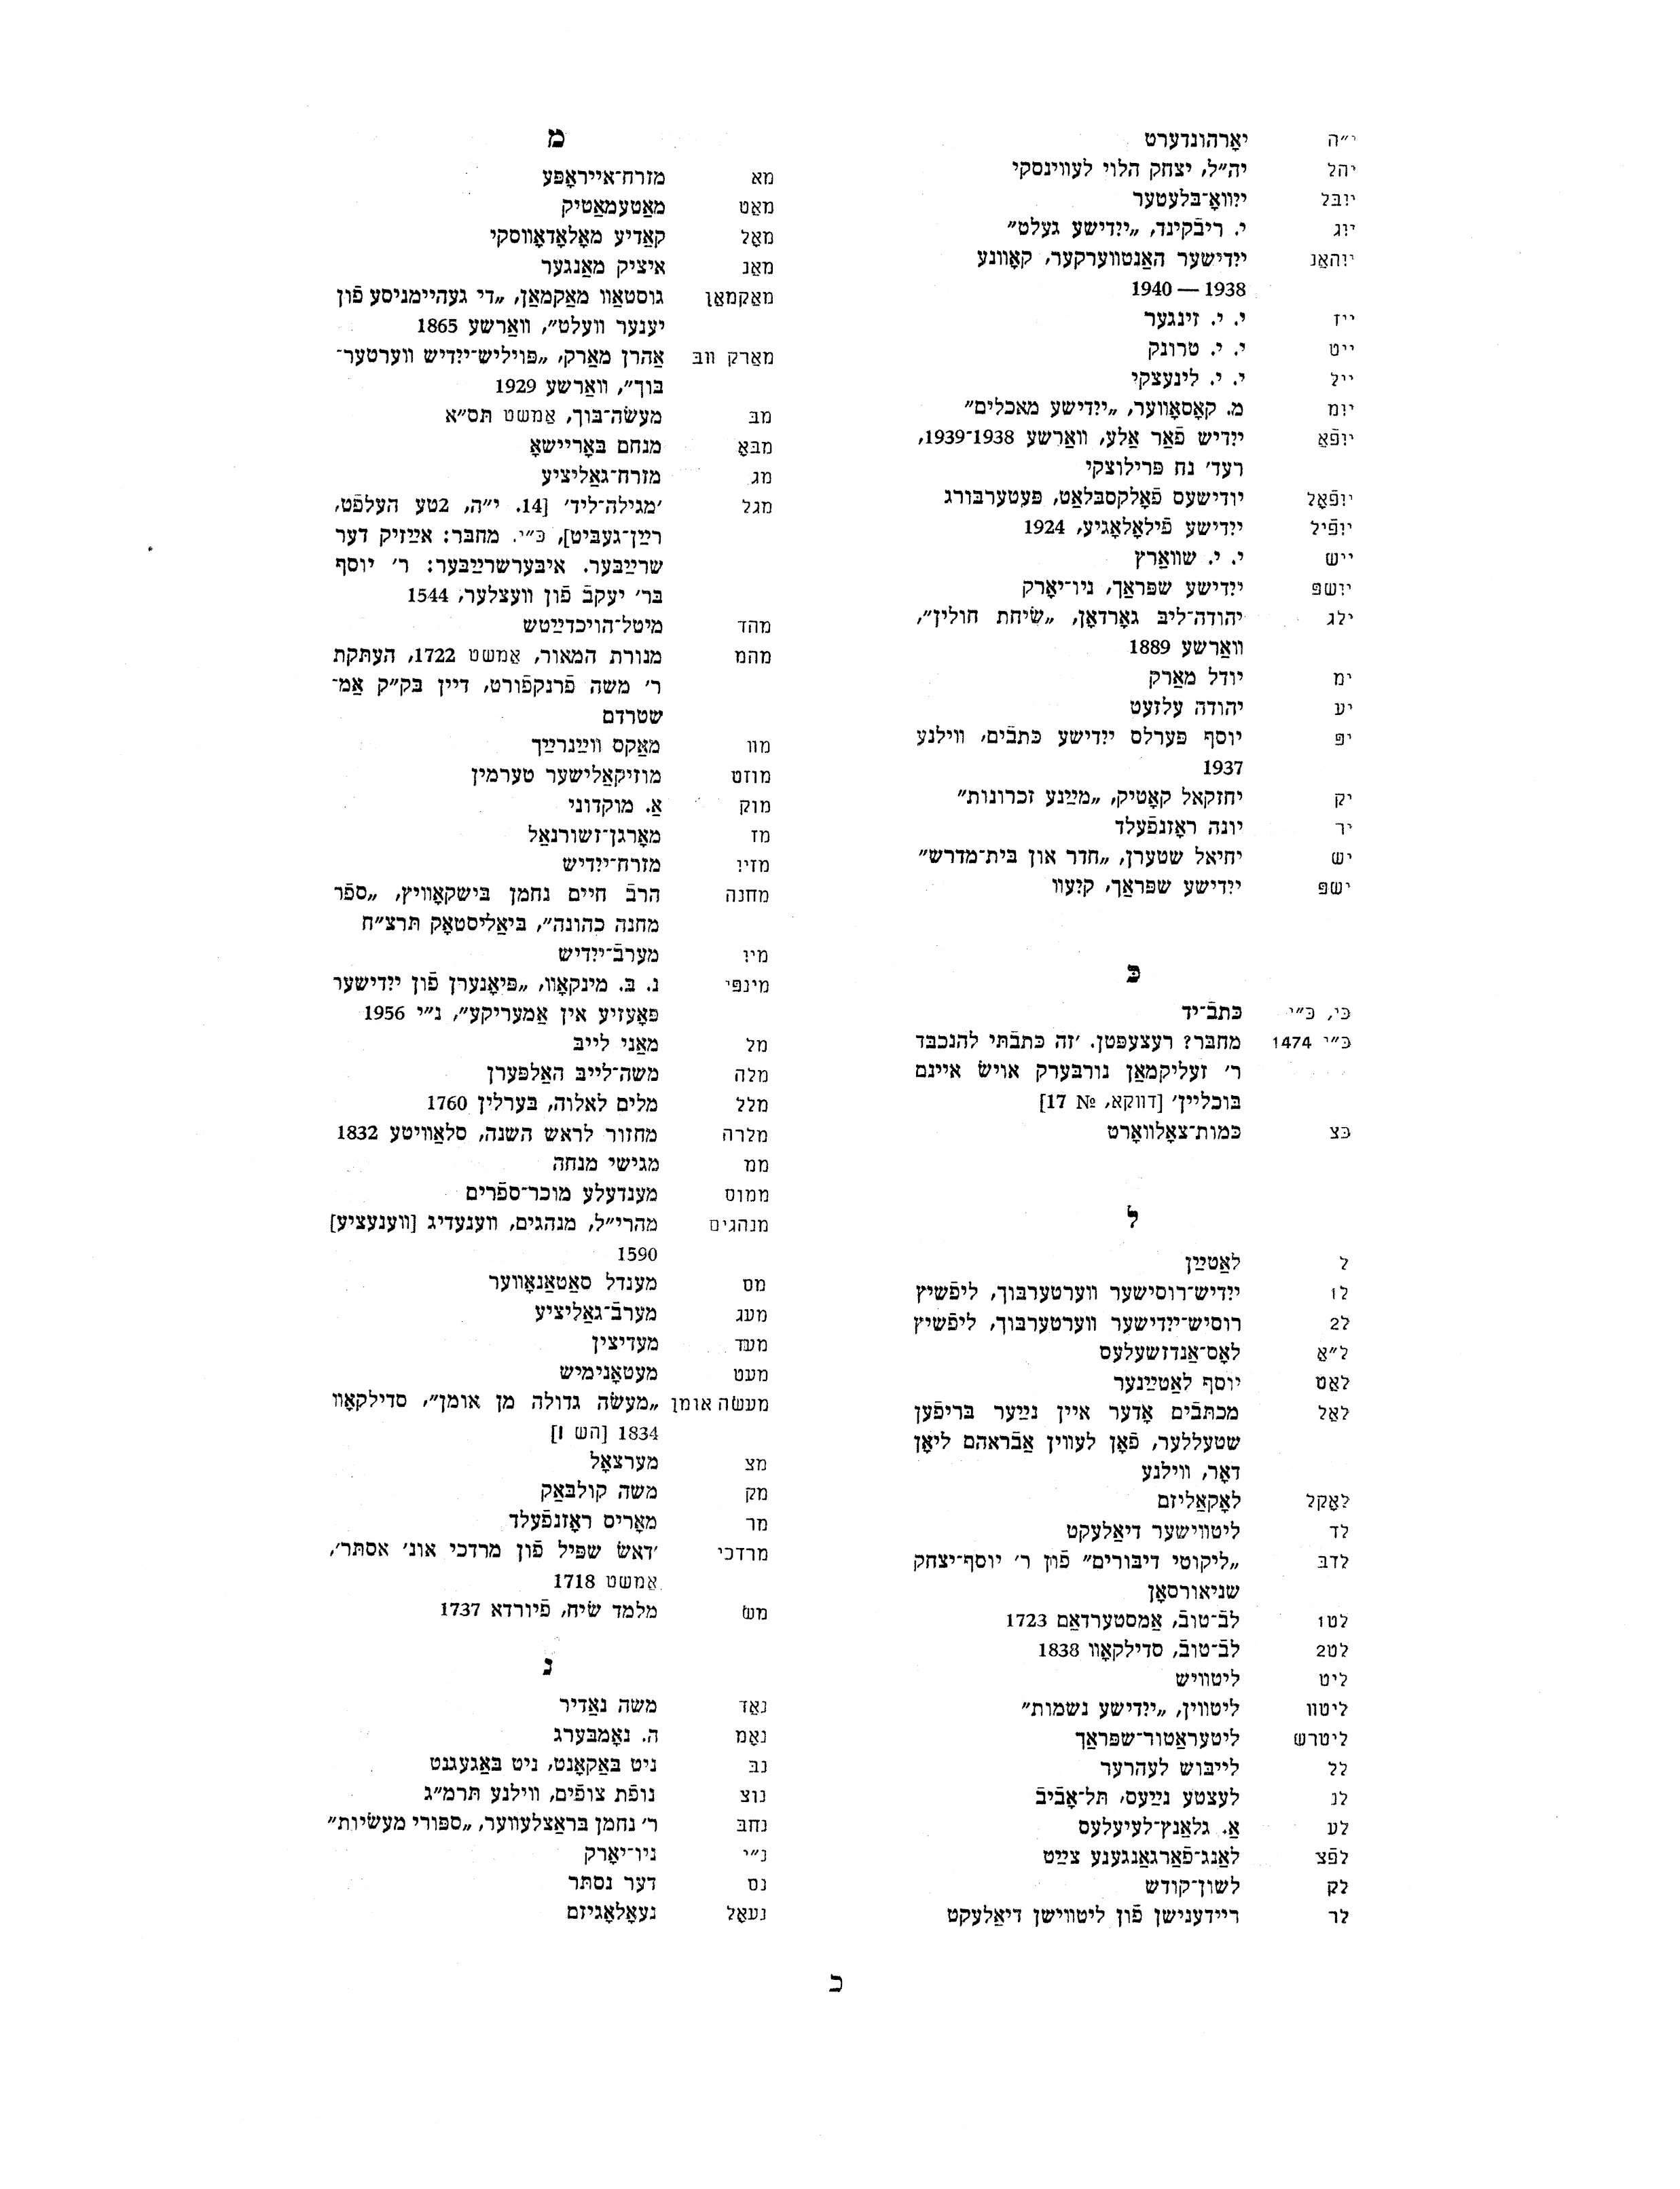 י״ה יאָרהונדערט
יהל יה״ל, יצחק הלוי לעווינסקי
ייבל ייִוואָ־בלעטער
ייִג י. ריבֿקינד, „ייִדישע געלט״
ייִהאַנ ייִדישער האַנטווערקער, קאָוונע
1938 — 1940
ייז י. י. זינגער
ייט י. י. טרונק
ייל י. י. לינעצקי
ייִמ מ. קאָסאָווער, „ייִדישע מאכלים״
ייִפֿאַ ייִדיש פֿאַר אַלע, וואַרשע 1938־1939,
רעד׳ נח פּרילוצקי
ייִפֿאָל יודישעס פֿאָלקסבלאַט, פּעטערבורג
ייִפֿיל ייִדישע פֿילאָלאָגיע, 1924
ייש י. י. שוואַרץ
ייִשפּ ייִדישע שפּראַך, ניו־יאָרק
ילג יהודה־ליב גאָרדאָן, „שׂיחת חולין״,
וואַרשע 1889
ימ יודל מאַרק
יע יהודה עלזעט
יפּ יוסף פּערלס ייִדישע כּתבֿים, ווילנע
1937
יק יחזקאל קאָטיק, „מײַנע זכרונות״
יר יונה ראָזנפֿעלד
יש יחיאל שטערן, „חדר און בית־מדרש״
ישפּ ייִדישע שפּראַך, קיִעוו
כּ
כּי, כּ״י כּתבֿ־יד
כּ״י 1474 מחבר? רעצעפּטן. ׳זה כּתבֿתּי להנכבד
ר׳ זעליקמאַן נורבערק אויש איינם
בוכליין׳ [דווקא, № 17]
כּצ כּמות־צאָלוואָרט
ל
ל לאַטײַן
ל1 ייִדיש־רוסישער ווערטערבוך, ליפֿשיץ
ל2 רוסיש־ייִדישער ווערטערבוך, ליפֿשיץ
ל״אַ לאָס־אַנדזשעלעס
לאַט יוסף לאַטײַנער
לאַל מכתּבֿים אָדער איין נײַער בריפֿען
שטעללער, פֿאָן לעווין אַבֿראהם ליאָן
דאָר, ווילנע
לאָקל לאָקאַליזם
לד ליטווישער דיאַלעקט
לדב „ליקוטי דיבורים״ פֿון ר׳ יוסף־יצחק
שניאורסאָן
לט1 לבֿ־טובֿ, אַמסטערדאַם 1723
לט2 לבֿ־טובֿ, סדילקאָוו 1838
ליט ליטוויש
ליטוו ליטווין, „ייִדישע נשמות״
ליטרש ליטעראַטור־שפּראַך
לל לייבוש לעהרער
לנ לעצטע נײַעס, תּל־אָבֿיבֿ
לע אַ. גלאַנץ־לעיעלעס
לפֿצ לאַנג־פֿאַרגאַנגענע צײַט
לק לשון־קודש
לר ריידענישן פֿון ליטווישן דיאַלעקט
מ
מא מזרח־אייראָפּע
מאַט מאַטעמאַטיק
מאָל קאַדיע מאָלאָדאָווסקי
מאַנ איציק מאַנגער
מאַקמאַן גוסטאַוו מאַקמאַן, „די געהיימניסע פֿון
יענער וועלט״, וואַרשע 1865
מאַרק ווב אַהרן מאַרק, „פּויליש־ייִדיש ווערטער־
בוך״, וואַרשע 1929
מב מעשׂה־בוך, אַמשט תּס״א
מבאָ מנחם באָריישאָ
מג מזרח־גאַליציע
מגל ׳מגילה־ליד׳ [14. י״ה, 2טע העלפֿט,
רײַן־געביט], כּ״י. מחבר: אײַזיק דער
שרײַבער. איבערשרײַבער: ר׳ יוסף
בר׳ יעקבֿ פֿון וועצלער, 1544
מהד מיטל־הויכדײַטש
מהמ מנורת המאור, אַמשט 1722, העתּקת
ר׳ משה פֿרנקפֿורט, דיין בק״ק אַמ־
שטרדם
מוו מאַקס ווײַנרײַך
מוזט מוזיקאַלישער טערמין
מוק אַ. מוקדוני
מז מאָרגן־זשורנאַל
מזיי מזרח־ייִדיש
מחנה הרבֿ חיים נחמן בישקאָוויץ, „ספֿר
מחנה כהונה״, ביאַליסטאָק תּרצ״ח
מיי מערבֿ־ייִדיש
מינפּי נ. ב. מינקאָוו, „פּיאָנערן פֿון ייִדישער
פּאָעזיע אין אַמעריקע״, נ״י 1956
מל מאַני לייב
מלה משה־לייב האַלפּערן
מלל מלים לאלוה, בערלין 1760
מלרה מחזור לראש השנה, סלאַוויטע 1832
ממ מגישי מנחה
ממוס מענדעלע מוכר־ספֿרים
מנהגים מהרי״ל, מנהגים, ווענעדיג [ווענעציע]
1590
מס מענדל סאַטאַנאָווער
מעג מערבֿ־גאַליציע
מעד מעדיצין
מעט מעטאָנימיש
מעשׂה אומן „מעשׂה גדולה מן אומן״, סדילקאָוו
1834 [הש 1]
מצ מערצאָל
מק משה קולבאַק
מר מאָריס ראָזנפֿעלד
מרדכי ׳דאשׂ שפּיל פֿון מרדכי אונ׳ אסתּר׳,
אַמשט 1718
משׂ מלמד שׂיח, פֿיורדא 1737
נ
נאַד משה נאַדיר
נאָמ ה. נאָמבערג
נב ניט באַקאַנט, ניט באַגעגנט
נוצ נופֿת צופֿים, ווילנע תּרמ״ג
נחב ר׳ נחמן בראַצלעווער, „ספּורי מעשׂיות״
נ״י ניו־יאָרק
נס דער נסתּר
נעאָל נעאָלאָגיזם
כ